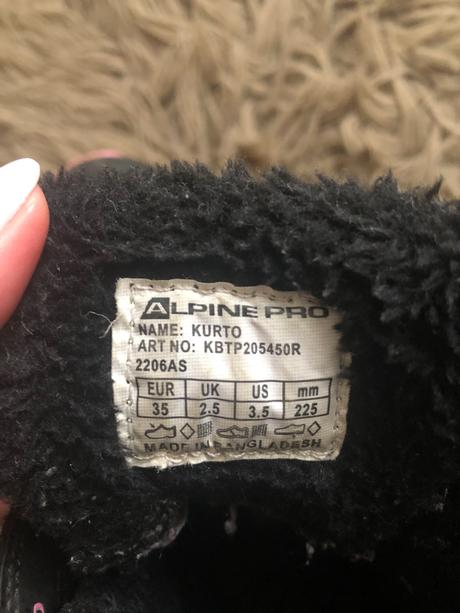 ALPINE PRO
NAME: KURTO
ART NO: KBTP205450R
2206AS
EUR UK US mm
35 2.5 3.5 225
MADE IN BANGLADESH